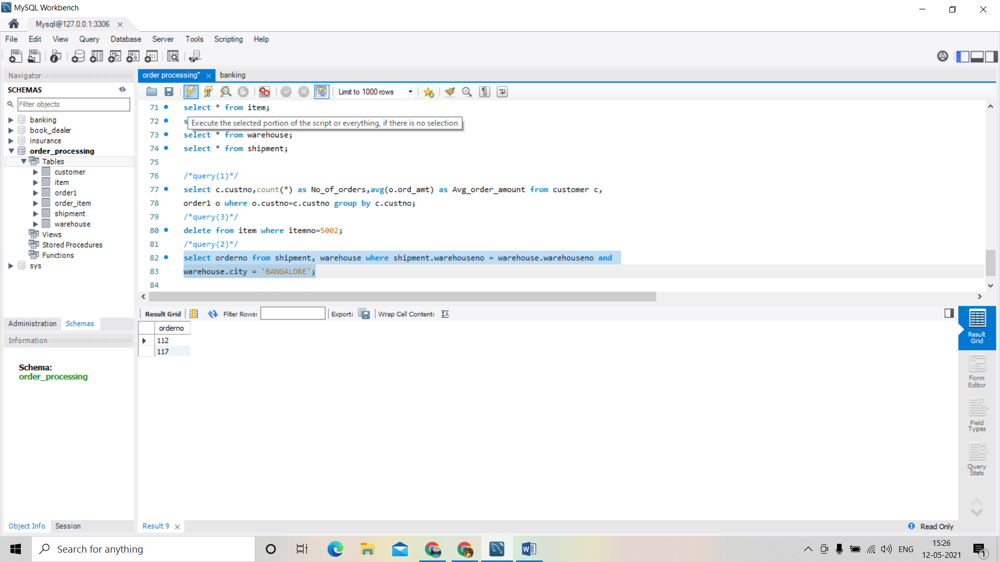 MySQL Workbench
Mysql@127.0.0.1:3306
File Edit View Query Database Server Tools Scripting Help
Navigator
SCHEMAS
Filter objects
banking
book_dealer
insurance
order_processing
Tables
customer
item
order1
order_item
shipment
warehouse
Views
Stored Procedures
Functions
sys
Administration Schemas
Information
Schema:
order_processing
Object Info Session
order processing* banking
Limit to 1000 rows
71 select * from item;
72 s
Execute the selected portion of the script or everything, if there is no selection
73 select * from warehouse;
74 select * from shipment;
75
76 /*query(1)*/
77 select c.custno,count(*) as No_of_orders,avg(o.ord_amt) as Avg_order_amount from customer c,
78 order1 o where o.custno=c.custno group by c.custno;
79 /*query(3)*/
80 delete from item where itemno=5002;
81 /*query(2)*/
82 select orderno from shipment, warehouse where shipment.warehouseno = warehouse.warehouseno and
83 warehouse.city = 'BANGALORE';
84
Result Grid Filter Rows: Export: Wrap Cell Content:
orderno
112
117
Result
Grid
Form
Editor
Field
Types
Query
Stats
Result 9
Read Only
Search for anything
ENG
15:26
12-05-2021
1